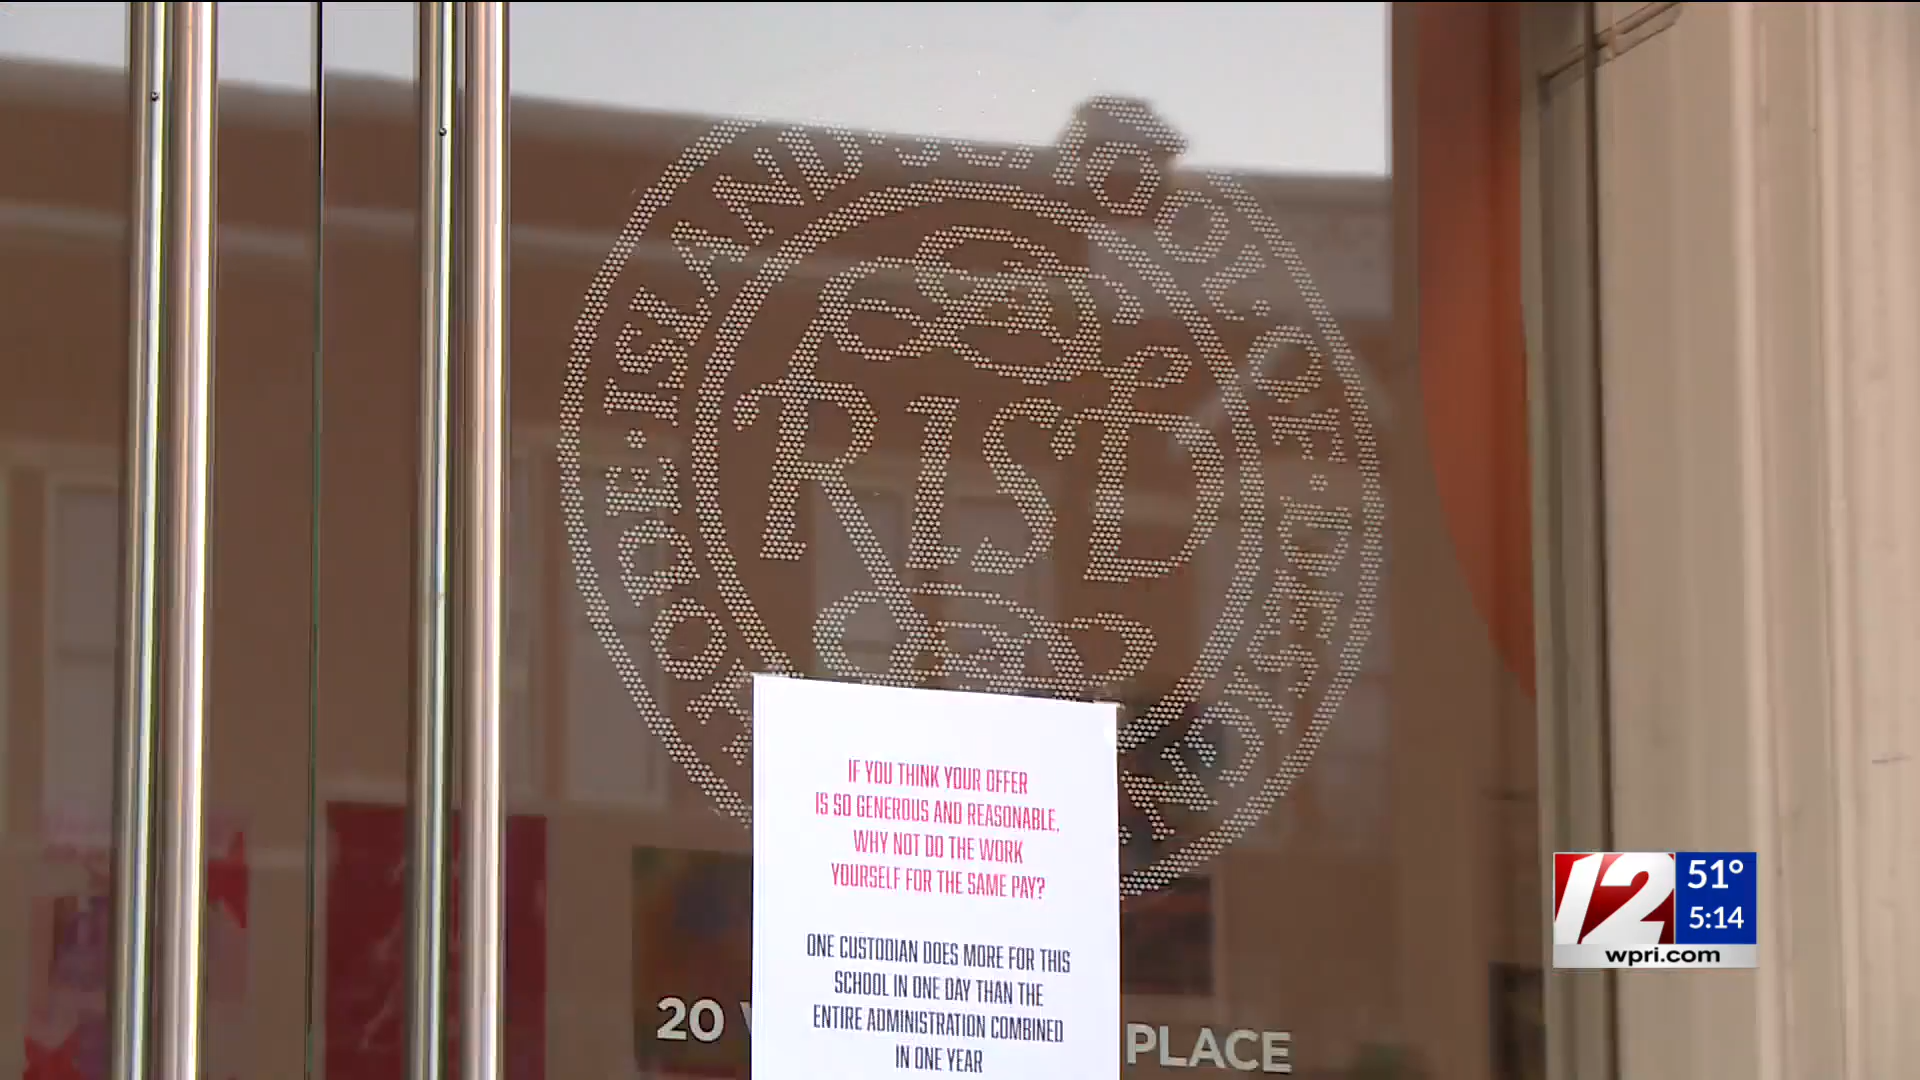 ISLAND SCHOOL OF DESIGN
RISD
IF YOU THINK YOUR OFFER
IS SO GENEROUS AND REASONABLE,
WHY NOT DO THE WORK
YOURSELF FOR THE SAME PAY?
ONE CUSTODIAN DOES MORE FOR THIS
SCHOOL IN ONE DAY THAN THE
ENTIRE ADMINISTRATION COMBINED
IN ONE YEAR
20
PLACE
12
51°
5:14
wpri.com